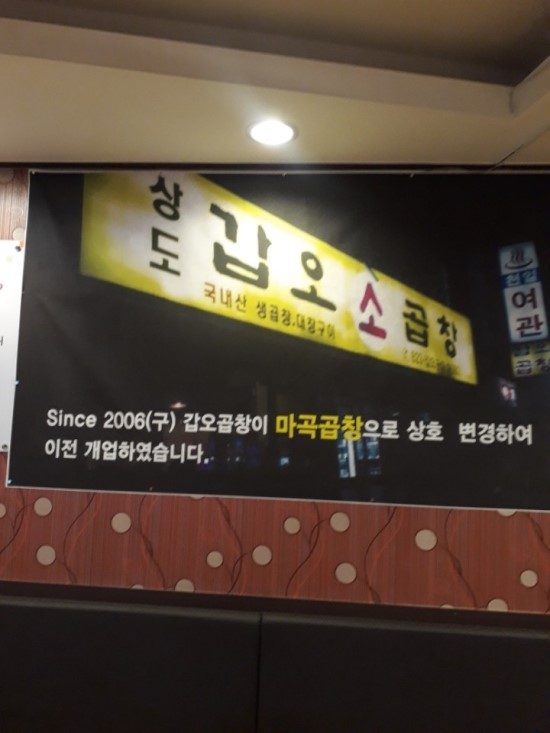 상도
갑오소곱창
국내산 생곱창,대창구이
여관
곱창
Since 2006(구) 갑오곱창이 마곡곱창으로 상호 변경하여
이전 개업하였습니다.